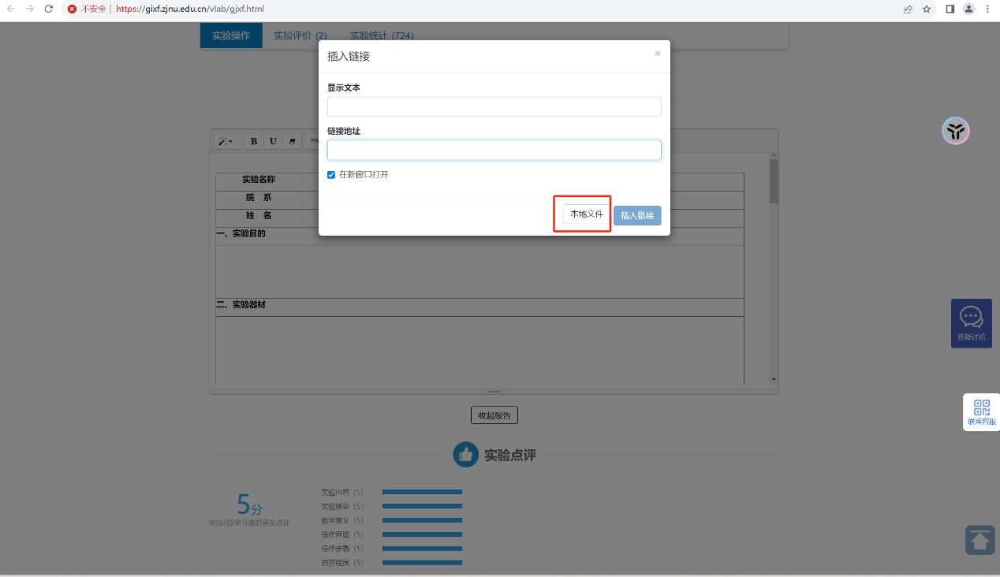 不安全 | https://gixf.zjnu.edu.cn/vlab/gjxf.html
实验操作 实验评价 (2) 实验统计 (724)
插入链接 ×
显示文本
链接地址
B U He
在新窗口打开
实验名称
院 系
姓 名
本地文件 插入链接
一、实验目的
二、实验器材
答疑讨论
收起报告
联系客服
实验点评
5分
来自2位学习者的真实点评
实验内容 (5)
实验质量 (5)
教学意义 (5)
操作界面 (5)
操作步骤 (5)
仿真程度 (5)